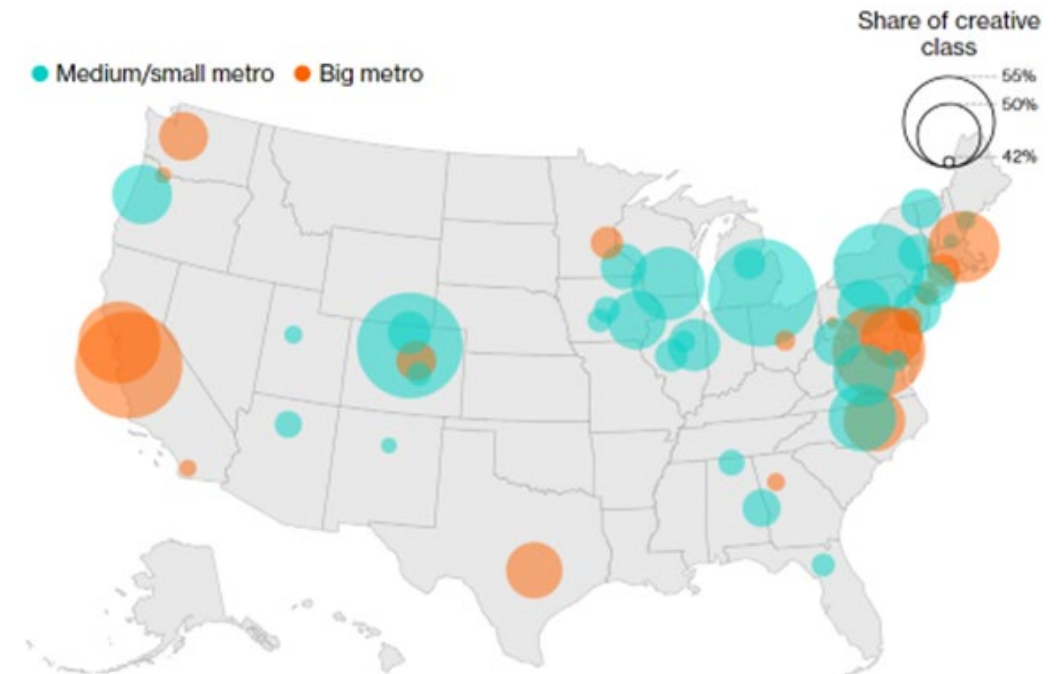 Share of creative
class
Medium/small metro Big metro
55%
50%
42%